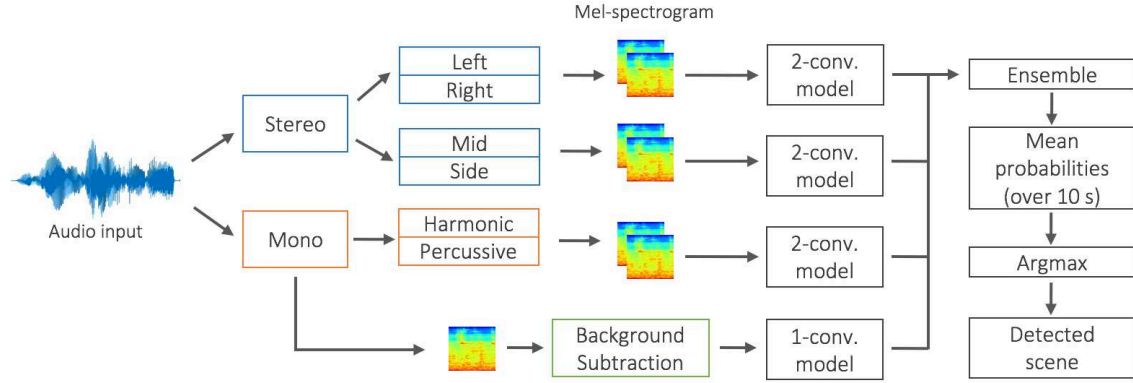 Mel-spectrogram
Left
Right
2-conv.
model
Ensemble
Stereo
Mid
Side
2-conv.
model
Mean
probabilities
(over 10 s)
Audio input
Mono
Harmonic
Percussive
2-conv.
model
Argmax
Background
Subtraction
1-conv.
model
Detected
scene